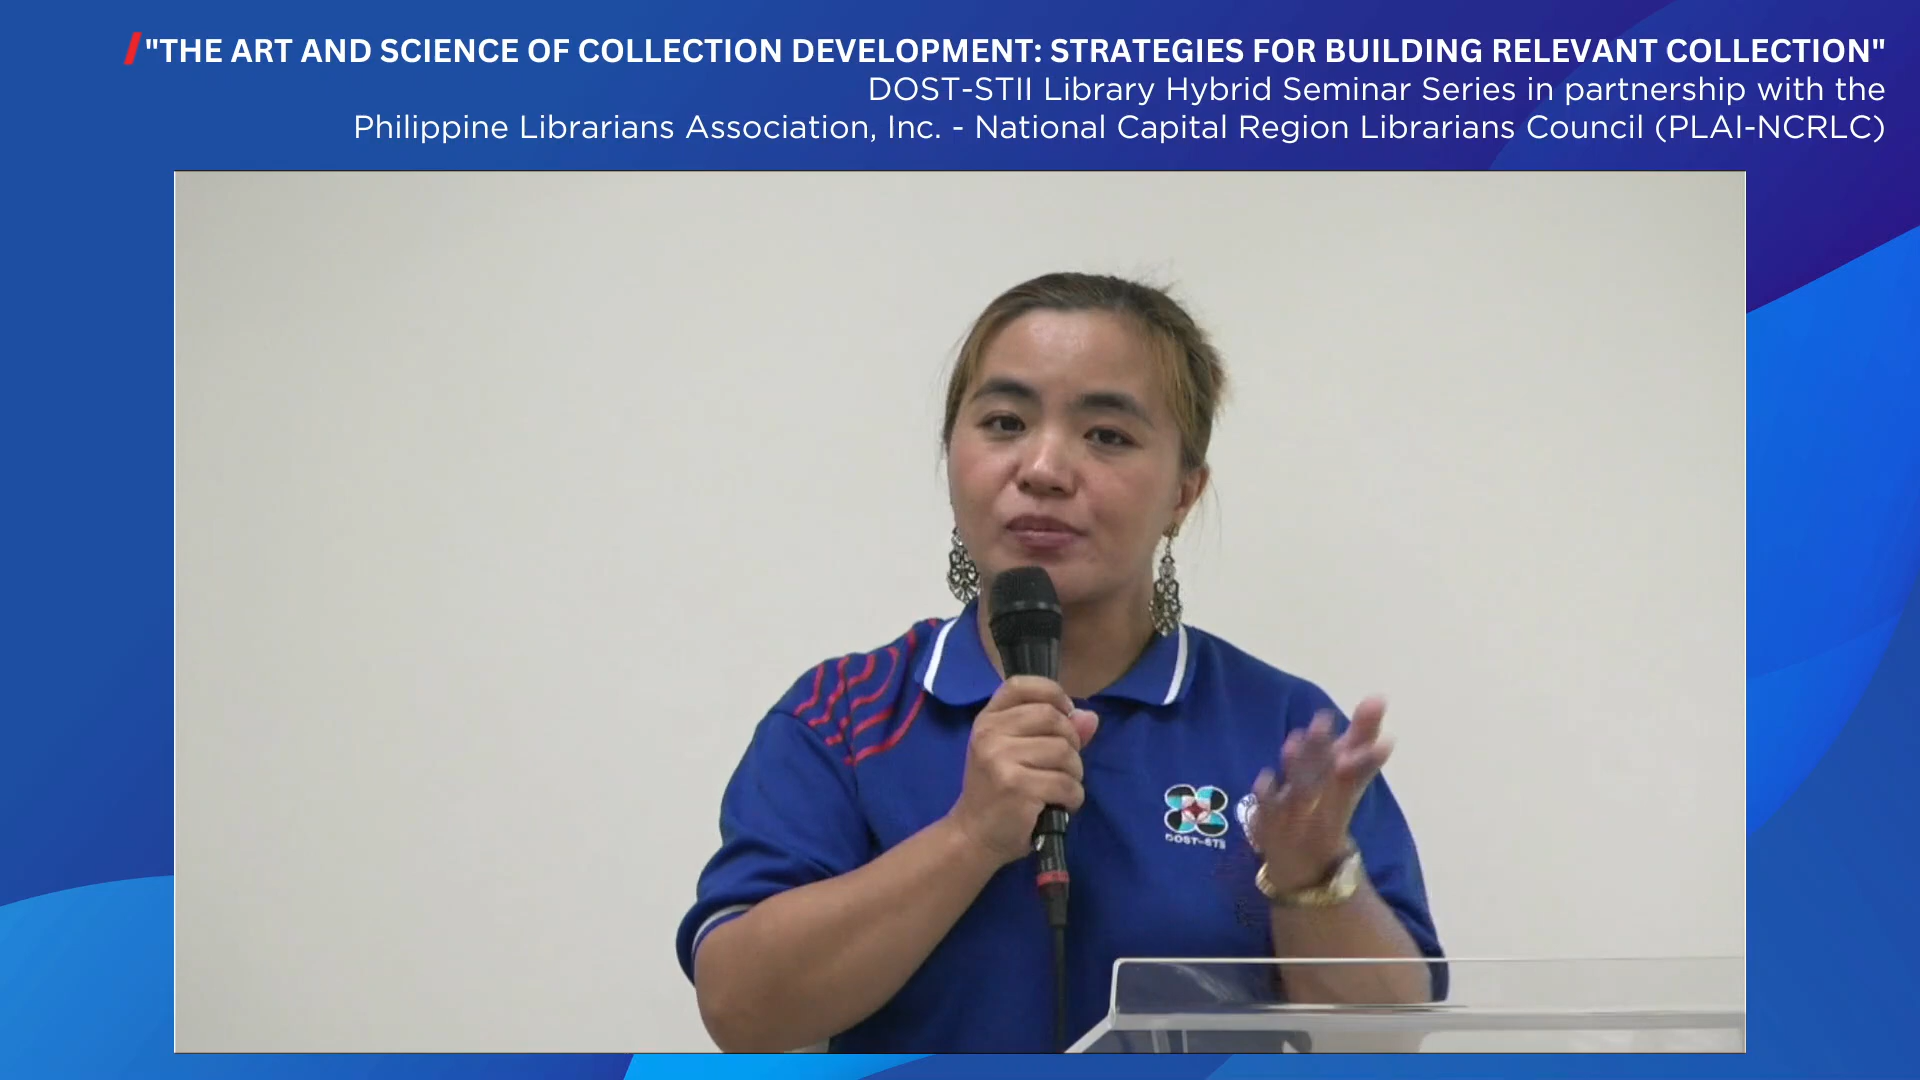 "THE ART AND SCIENCE OF COLLECTION DEVELOPMENT: STRATEGIES FOR BUILDING RELEVANT COLLECTION"
DOST-STII Library Hybrid Seminar Series in partnership with the
Philippine Librarians Association, Inc. - National Capital Region Librarians Council (PLAI-NCRLC)
DOST-STII